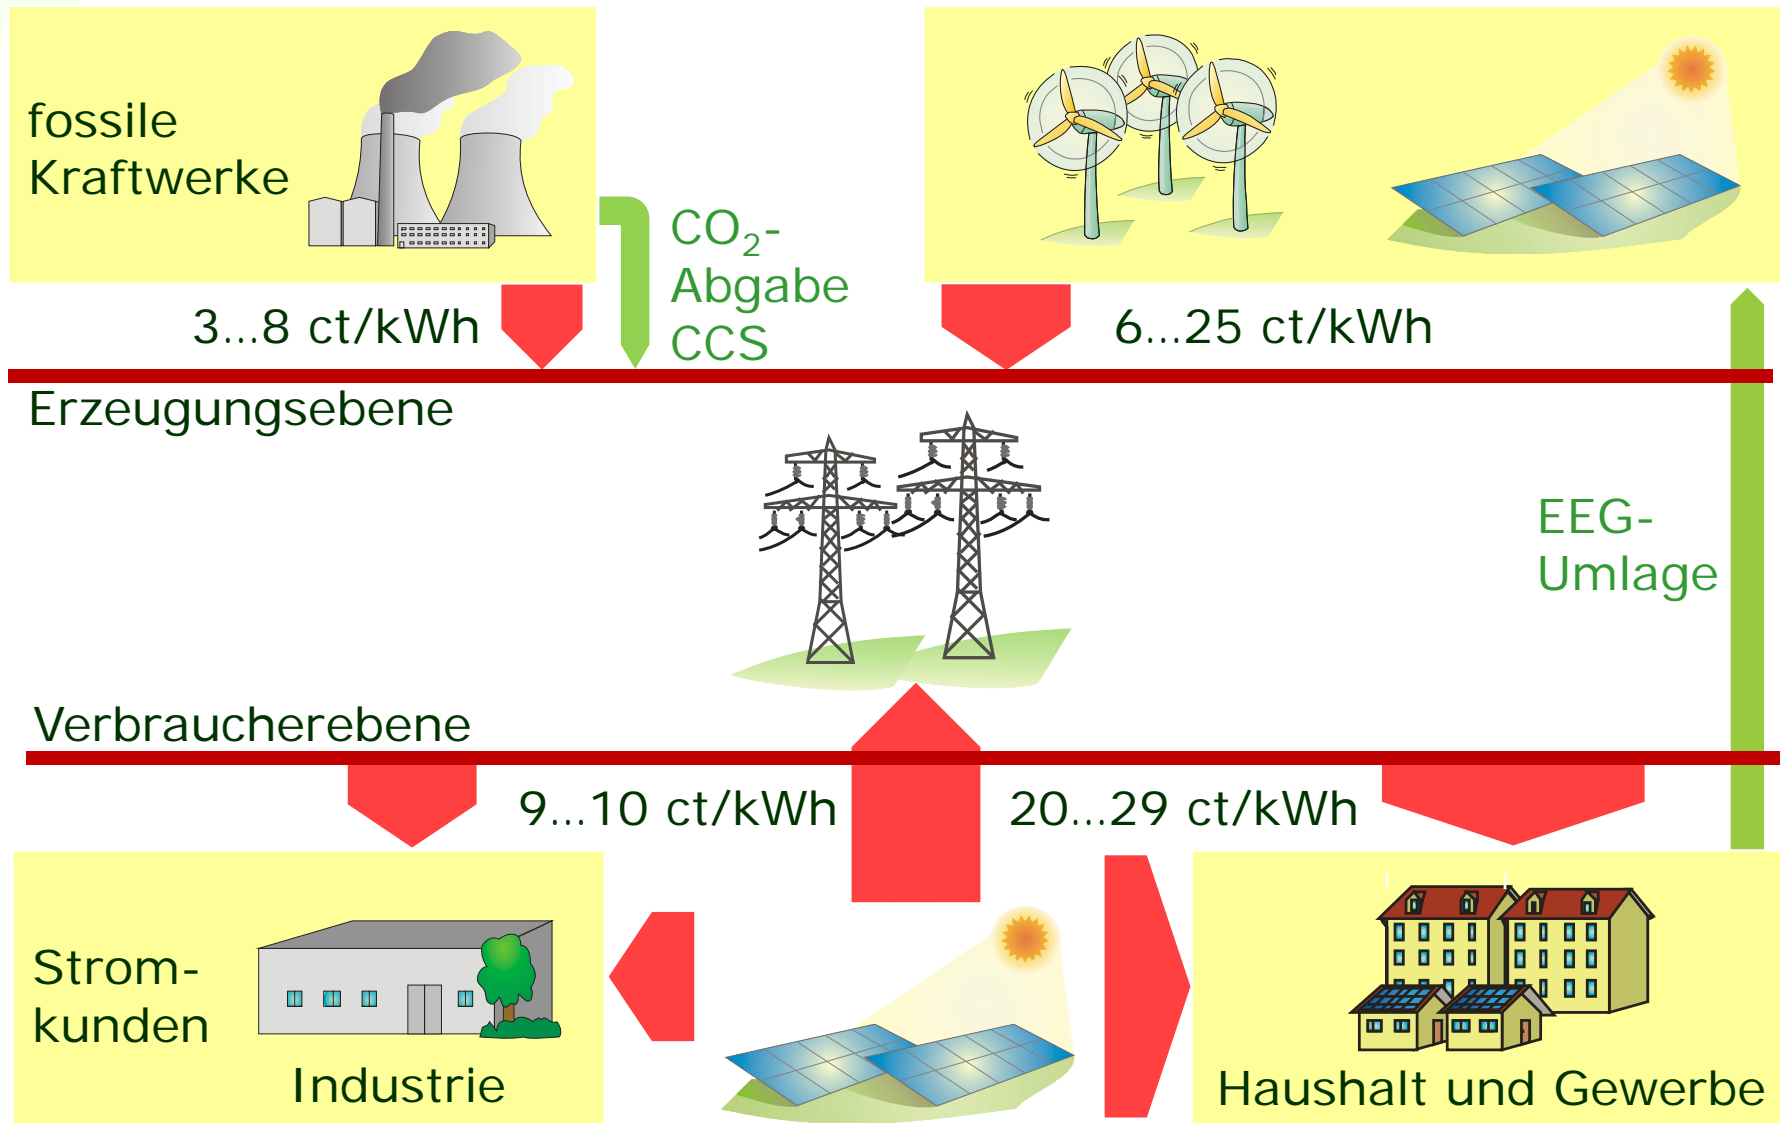 fossile
Kraftwerke
CO₂-
Abgabe
CCS
3...8 ct/kWh
6...25 ct/kWh
Erzeugungsebene
EEG-
Umlage
Verbraucherebene
9...10 ct/kWh
20...29 ct/kWh
Strom-
kunden
Industrie
Haushalt und Gewerbe